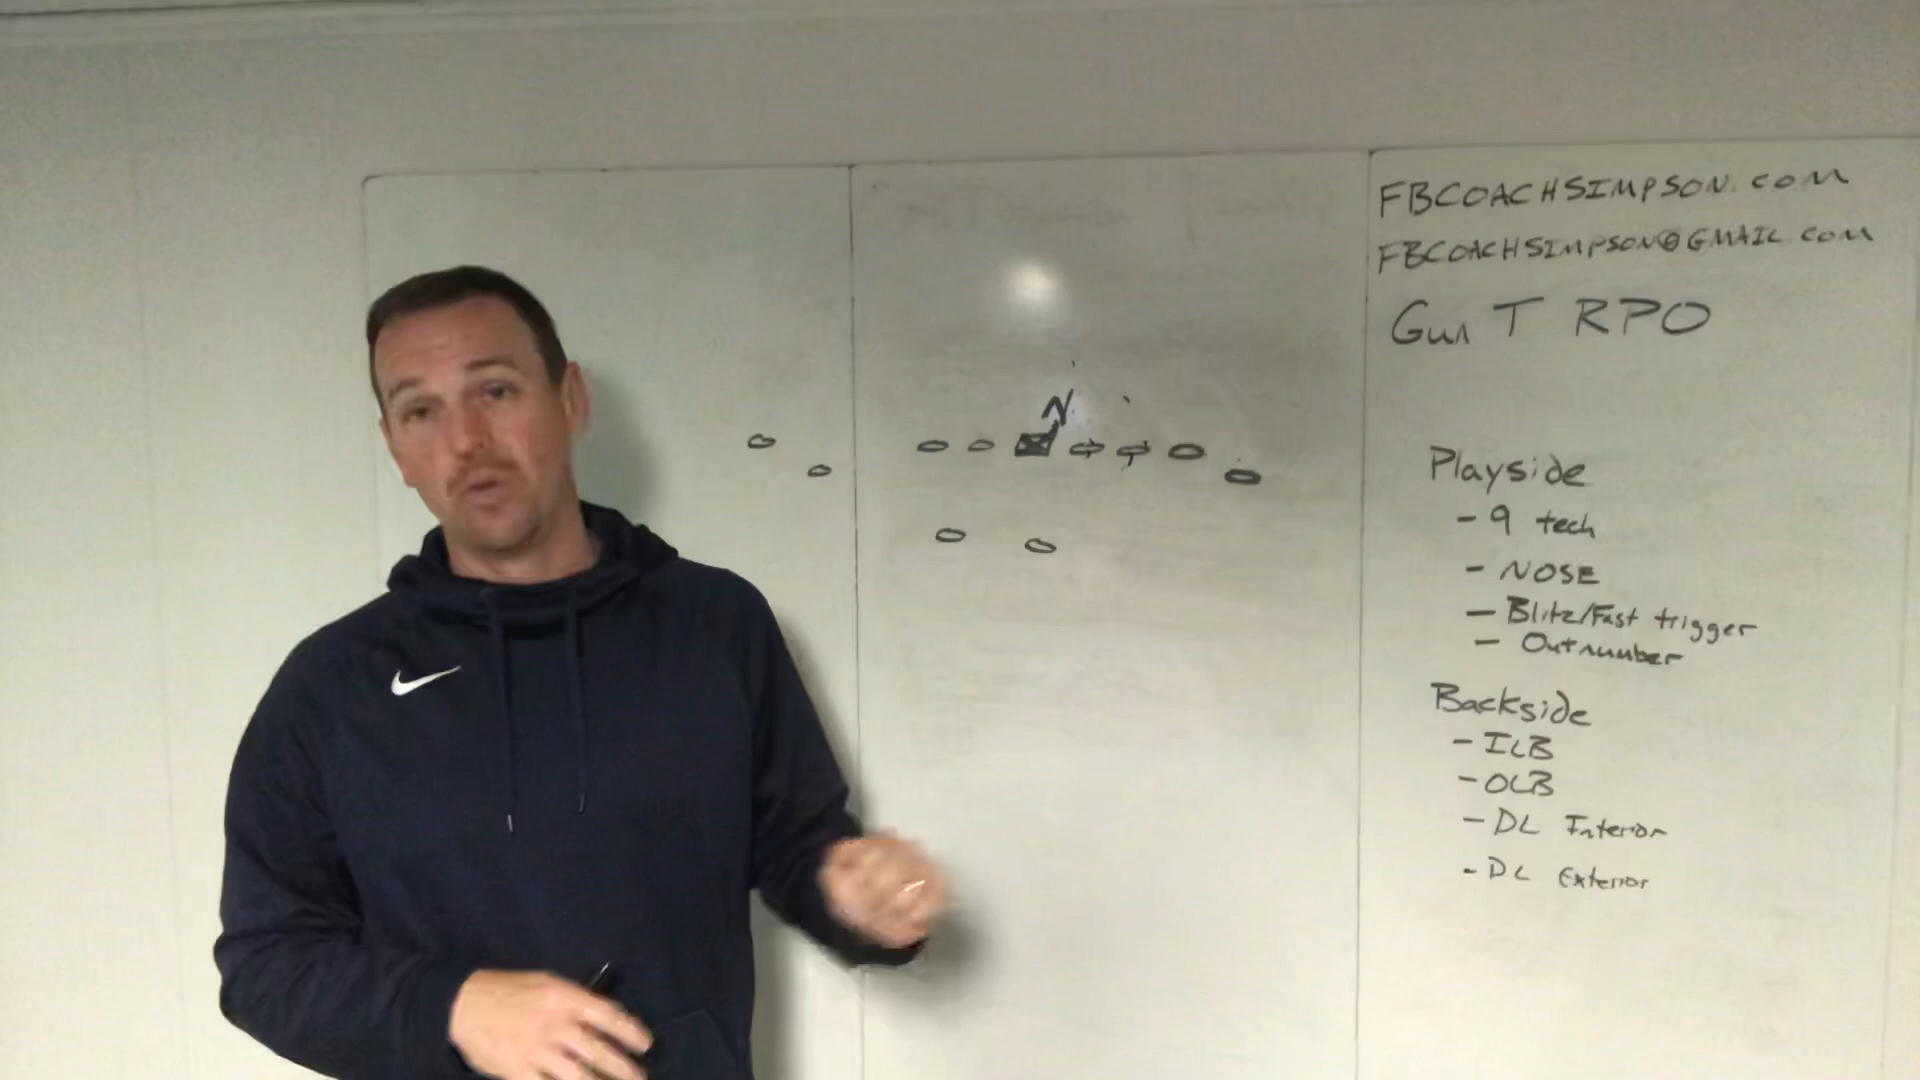 FBCOACHSIMPSON.COM
FBCOACHSIMPSON@GMAIL.COM
Gun T RPO
N
Playside
- 9 tech
- NOSE
- Blitz/Fast trigger
- Outnumber
Backside
- ILB
- OLB
- DL Interior
- DL Exterior